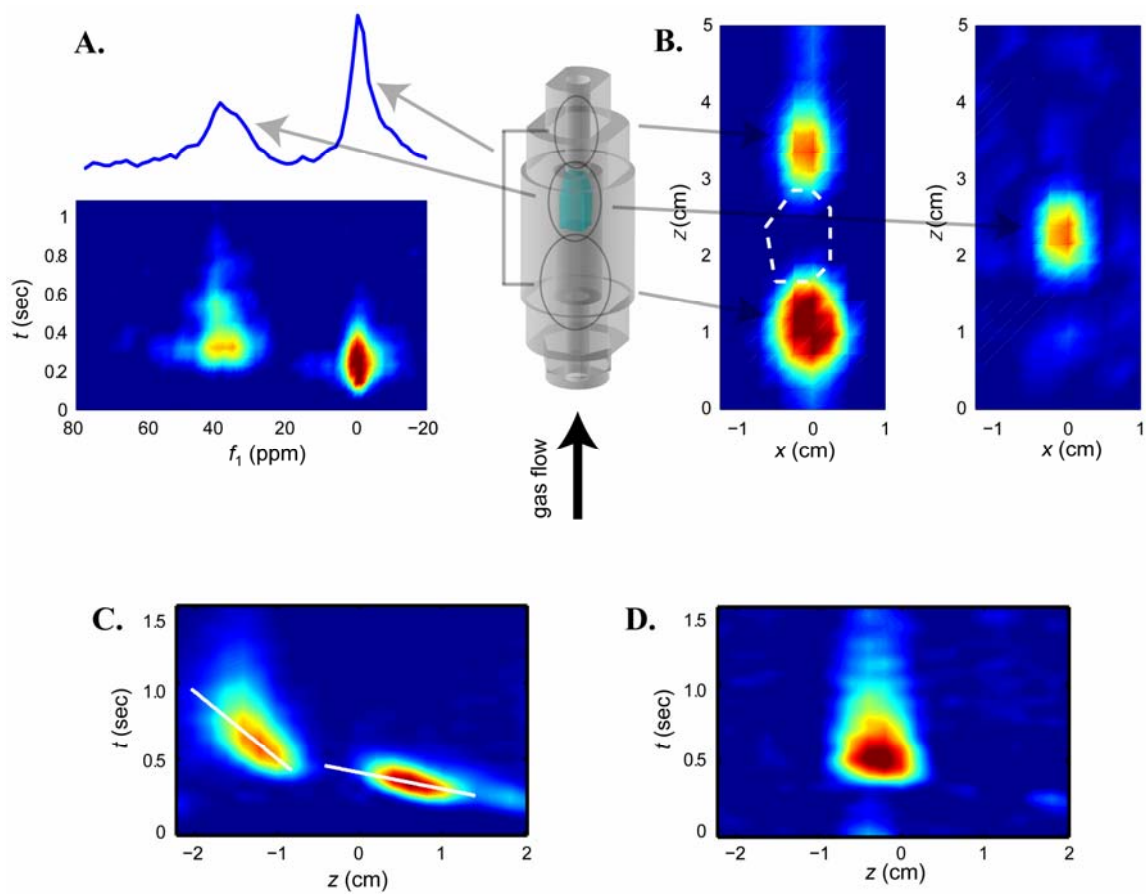 A.
B.
1
0.8
0.6
0.4
0.2
0
t (sec)
80 60 40 20 0 −20
f1 (ppm)
gas flow
5
4
3
2
1
0
z (cm)
−1 0 1
x (cm)
5
4
3
2
1
0
z (cm)
−1 0 1
x (cm)
C.
1.5
1.0
0.5
0
t (sec)
−2 −1 0 1 2
z (cm)
D.
1.5
1.0
0.5
0
t (sec)
−2 −1 0 1 2
z (cm)